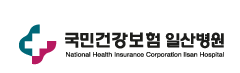 국민건강보험 일산병원
National Health Insurance Corporation Ilsan Hospital